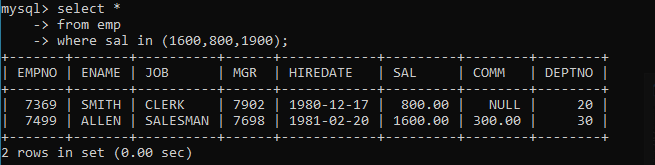 mysql> select *
    -> from emp
    -> where sal in (1600,800,1900);
+-------+-------+----------+------+------------+---------+--------+--------+
| EMPNO | ENAME | JOB      | MGR  | HIREDATE   | SAL     | COMM   | DEPTNO |
+-------+-------+----------+------+------------+---------+--------+--------+
|  7369 | SMITH | CLERK    | 7902 | 1980-12-17 |  800.00 |   NULL |     20 |
|  7499 | ALLEN | SALESMAN | 7698 | 1981-02-20 | 1600.00 | 300.00 |     30 |
+-------+-------+----------+------+------------+---------+--------+--------+
2 rows in set (0.00 sec)